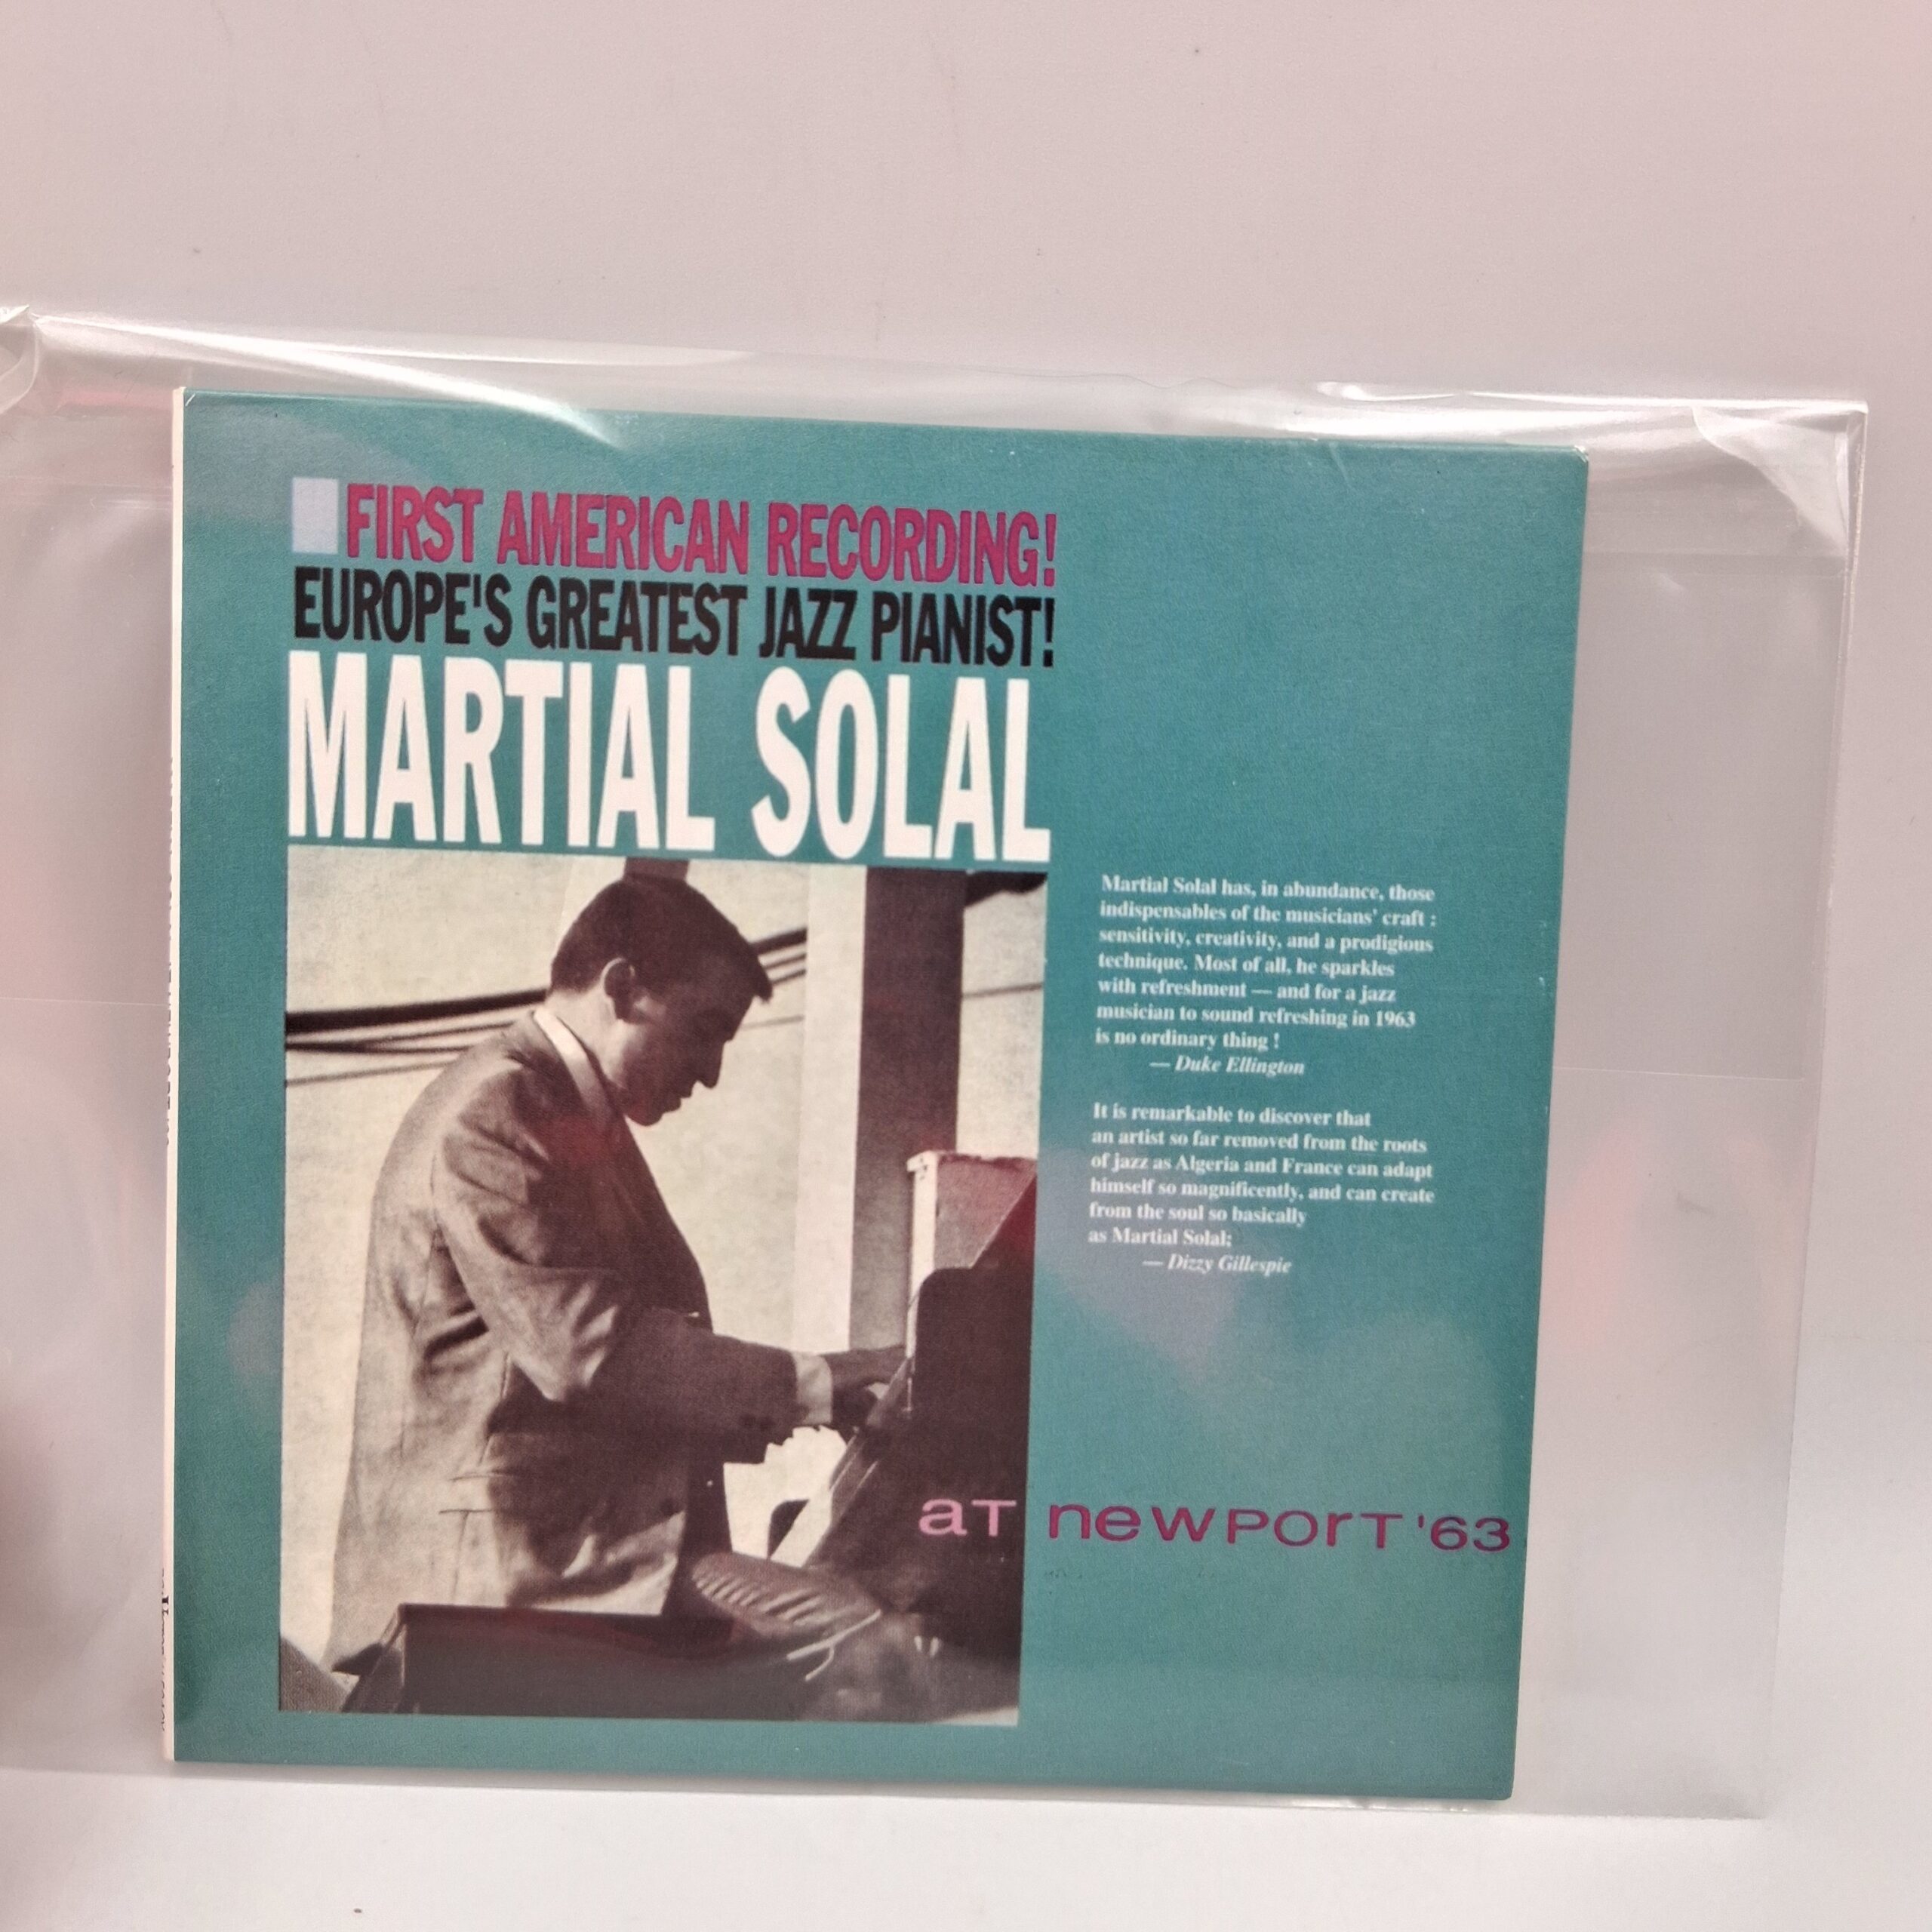 FIRST AMERICAN RECORDING!
EUROPE'S GREATEST JAZZ PIANIST!
MARTIAL SOLAL
Martial Solal has, in abundance, those
indispensables of the musicians' craft :
sensitivity, creativity, and a prodigious
technique. Most of all, he sparkles
with refreshment — and for a jazz
musician to sound refreshing in 1963
is no ordinary thing !
— Duke Ellington
It is remarkable to discover that
an artist so far removed from the roots
of jazz as Algeria and France can adapt
himself so magnificently, and can create
from the soul so basically
as Martial Solal;
— Dizzy Gillespie
aT newPOrT '63